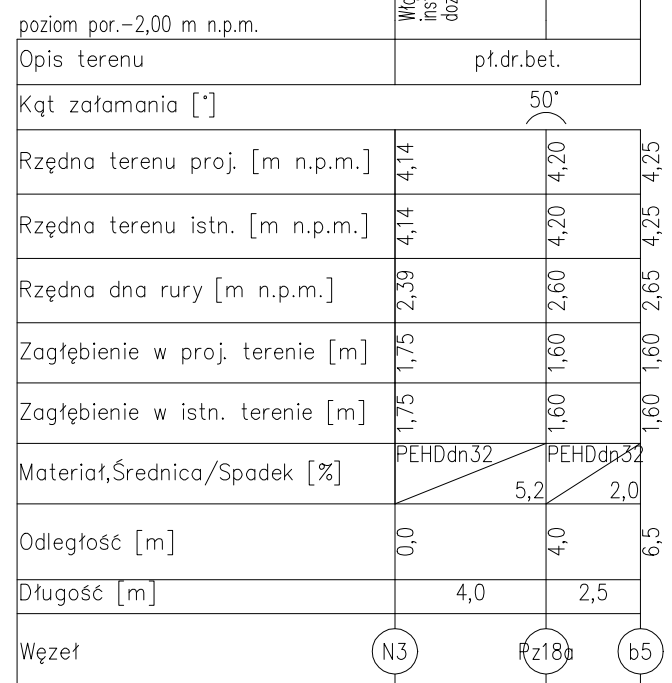 poziom por.-2,00 m n.p.m.
Opis terenu pł.dr.bet.
Kąt załamania [°] 50°
Rzędna terenu proj. [m n.p.m.] 4,14 4,20 4,25
Rzędna terenu istn. [m n.p.m.] 4,14 4,20 4,25
Rzędna dna rury [m n.p.m.] 2,39 2,60 2,65
Zagłębienie w proj. terenie [m] 1,75 1,60 1,60
Zagłębienie w istn. terenie [m] 1,75 1,60 1,60
Materiał,Średnica/Spadek [%] PEHDdn32 5,2 PEHDdn32 2,0
Odległość [m] 0,0 4,0 6,5
Długość [m] 4,0 2,5
Węzeł N3 Pz18a b5